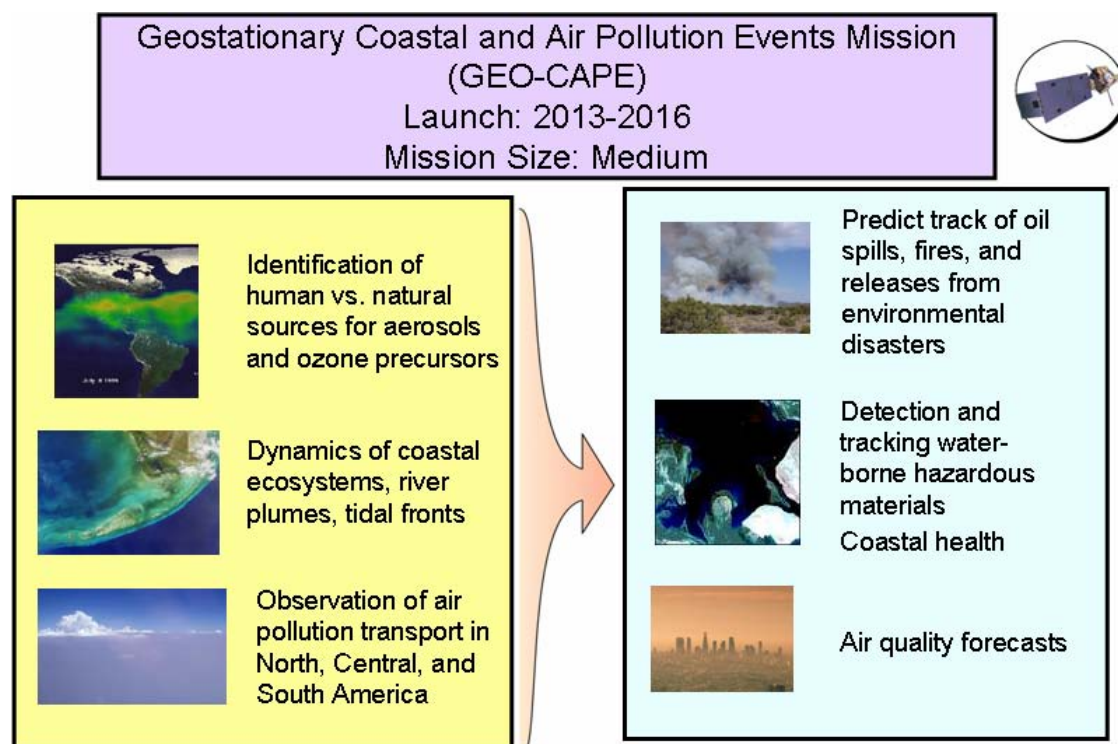 Geostationary Coastal and Air Pollution Events Mission
(GEO-CAPE)
Launch: 2013-2016
Mission Size: Medium
Identification of
human vs. natural
sources for aerosols
and ozone precursors
Dynamics of coastal
ecosystems, river
plumes, tidal fronts
Observation of air
pollution transport in
North, Central, and
South America
Predict track of oil
spills, fires, and
releases from
environmental
disasters
Detection and
tracking water-
borne hazardous
materials
Coastal health
Air quality forecasts